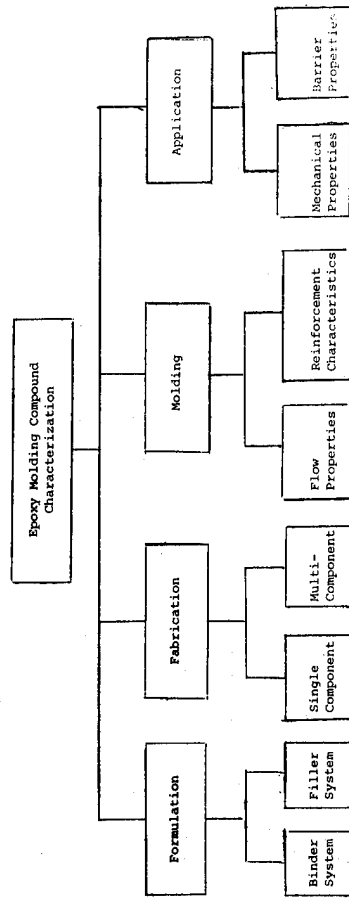 Epoxy Molding Compound
Characterization
Formulation
Fabrication
Molding
Application
Binder
System
Filler
System
Single
Component
Multi-
Component
Flow
Properties
Reinforcement
Characteristics
Mechanical
Properties
Barrier
Properties